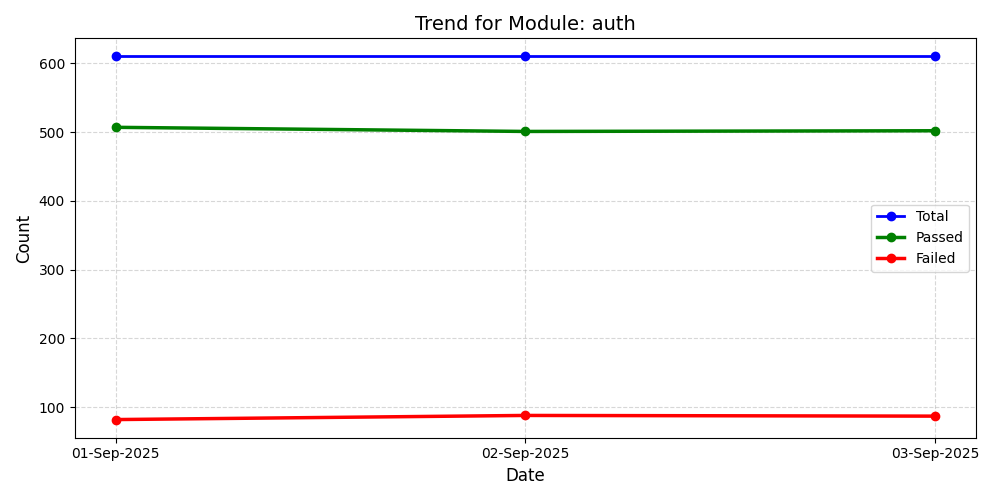 Trend for Module: auth
600
500
400
300
200
100
Count
Total
Passed
Failed
01-Sep-2025
02-Sep-2025
03-Sep-2025
Date